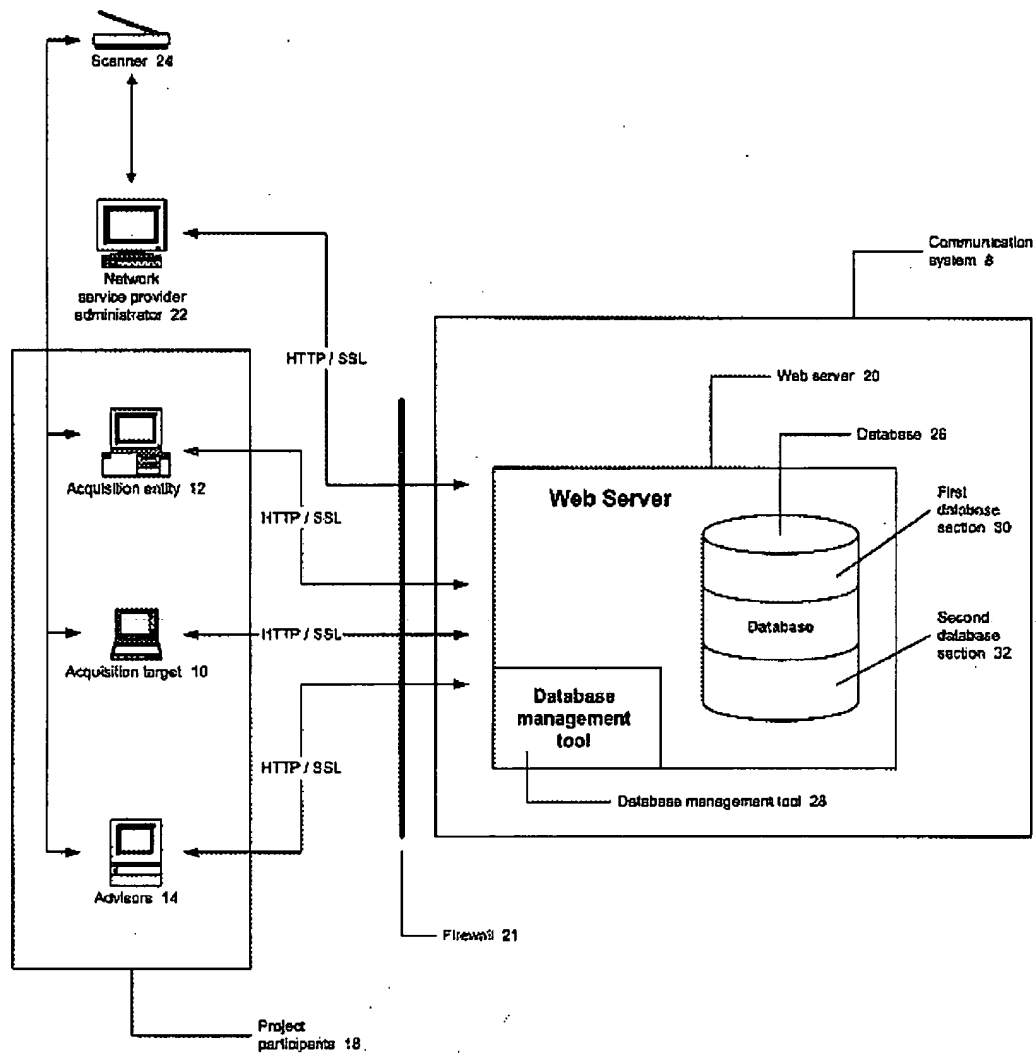 Scanner 24
Network
service provider
administrator 22
Communication
system 8
HTTP / SSL
Web server 20
Database 26
Acquisition entity 12
Web Server
First
database
section 30
HTTP / SSL
Acquisition target 10
HTTP / SSL
Database
Second
database
section 32
Database
management
tool
HTTP / SSL
Database management tool 28
Advisors 14
Firewall 21
Project
participants 18